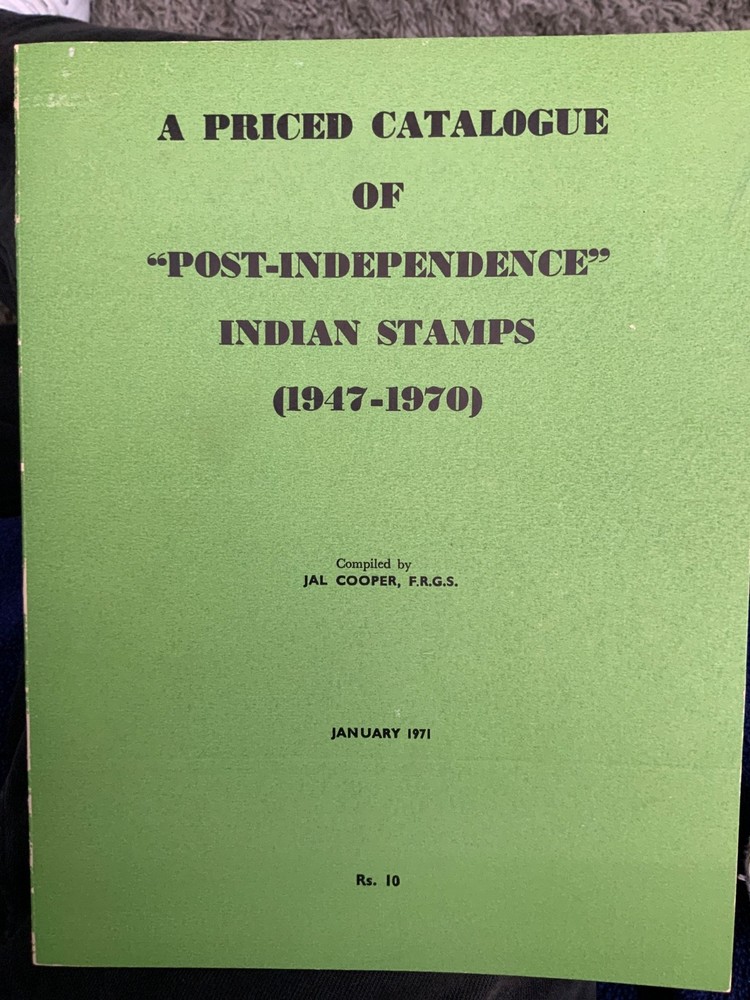 A PRICED CATALOGUE
OF
“POST-INDEPENDENCE”
INDIAN STAMPS
(1947-1970)
Compiled by
JAL COOPER, F.R.G.S.
JANUARY 1971
Rs. 10